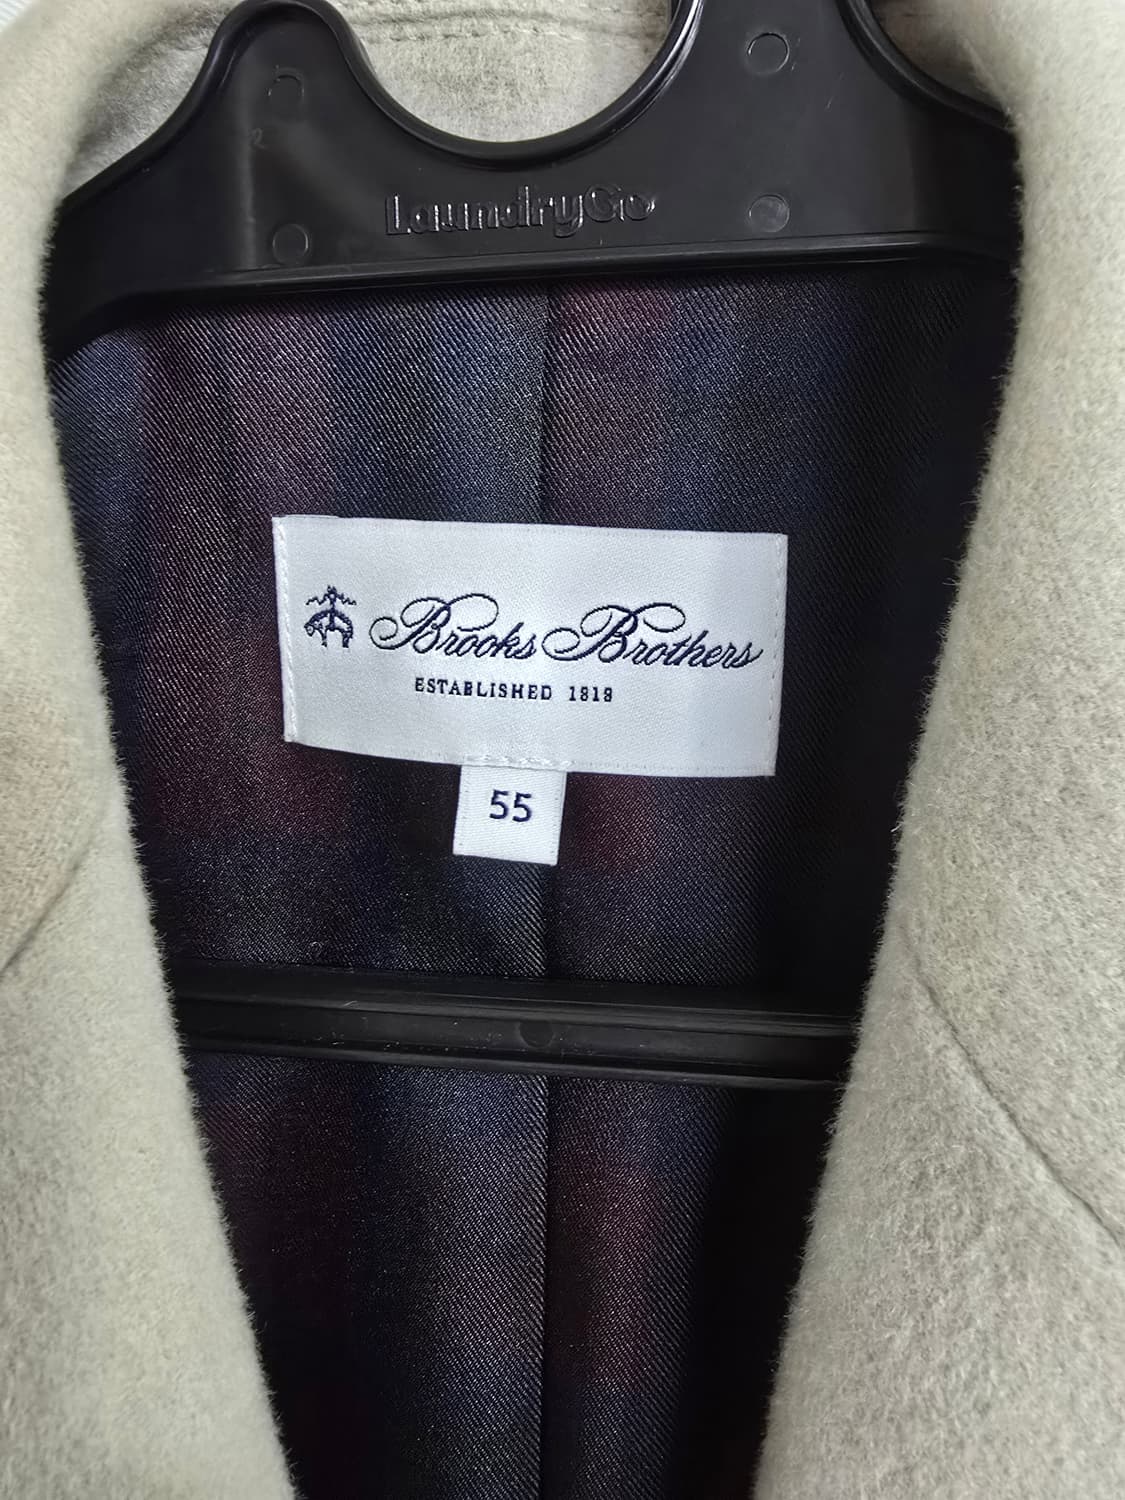 LaundryGo
Brooks Brothers
ESTABLISHED 1818
55